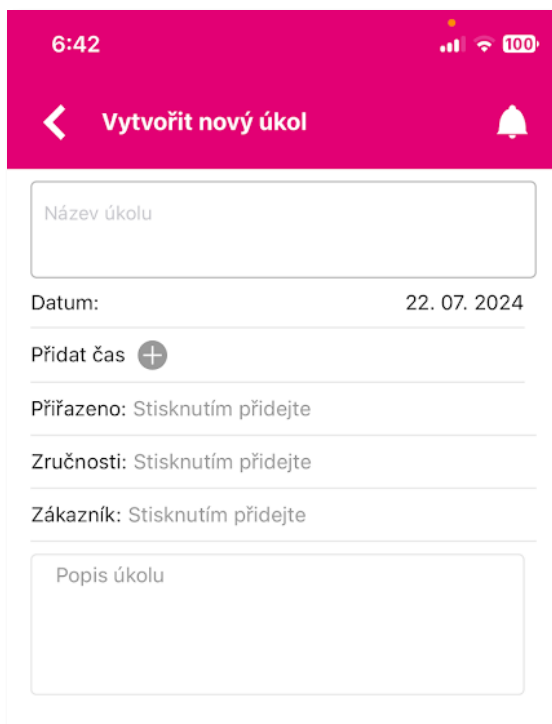 6:42
100
Vytvořit nový úkol
Název úkolu
Datum: 22. 07. 2024
Přidat čas
Přiřazeno: Stisknutím přidejte
Zručnosti: Stisknutím přidejte
Zákazník: Stisknutím přidejte
Popis úkolu